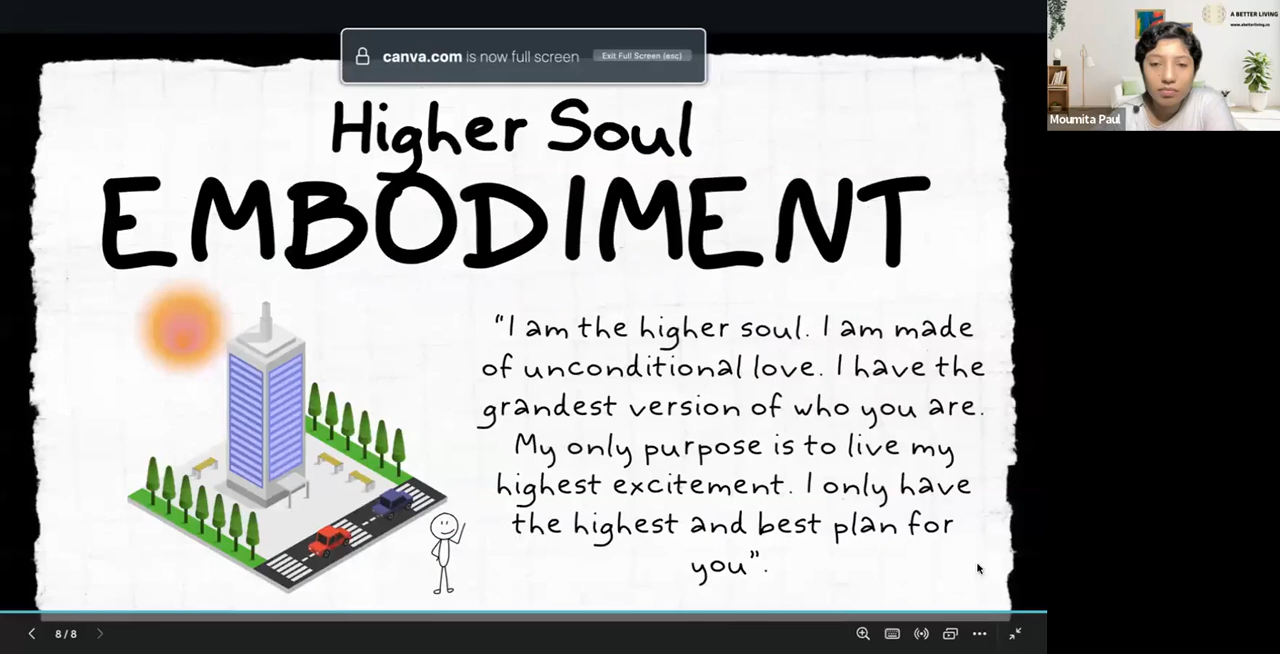 canva.com is now full screen Exit Full Screen (esc)
Higher Soul
EMBODIMENT
"I am the higher soul. I am made
of unconditional love. I have the
grandest version of who you are.
My only purpose is to live my
highest excitement. I only have
the highest and best plan for
you".
8/8
A BETTER LIVING
Moumita Paul